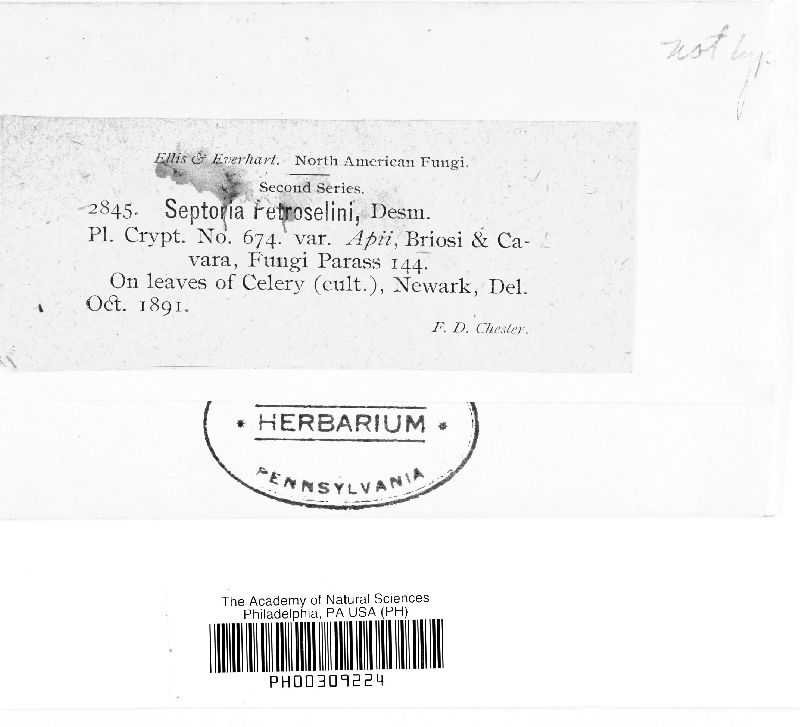 not typ
Ellis & Everhart. North American Fungi.
Second Series.
2845. Septoria Petroselini, Desm.
Pl. Crypt. No. 674. var. Apii, Briosi & Ca-
vara, Fungi Parass 144.
On leaves of Celery (cult.), Newark, Del.
Oct. 1891.
F. D. Chester.
HERBARIUM
PENNSYLVANIA
The Academy of Natural Sciences
Philadelphia, PA USA (PH)
PH00309224